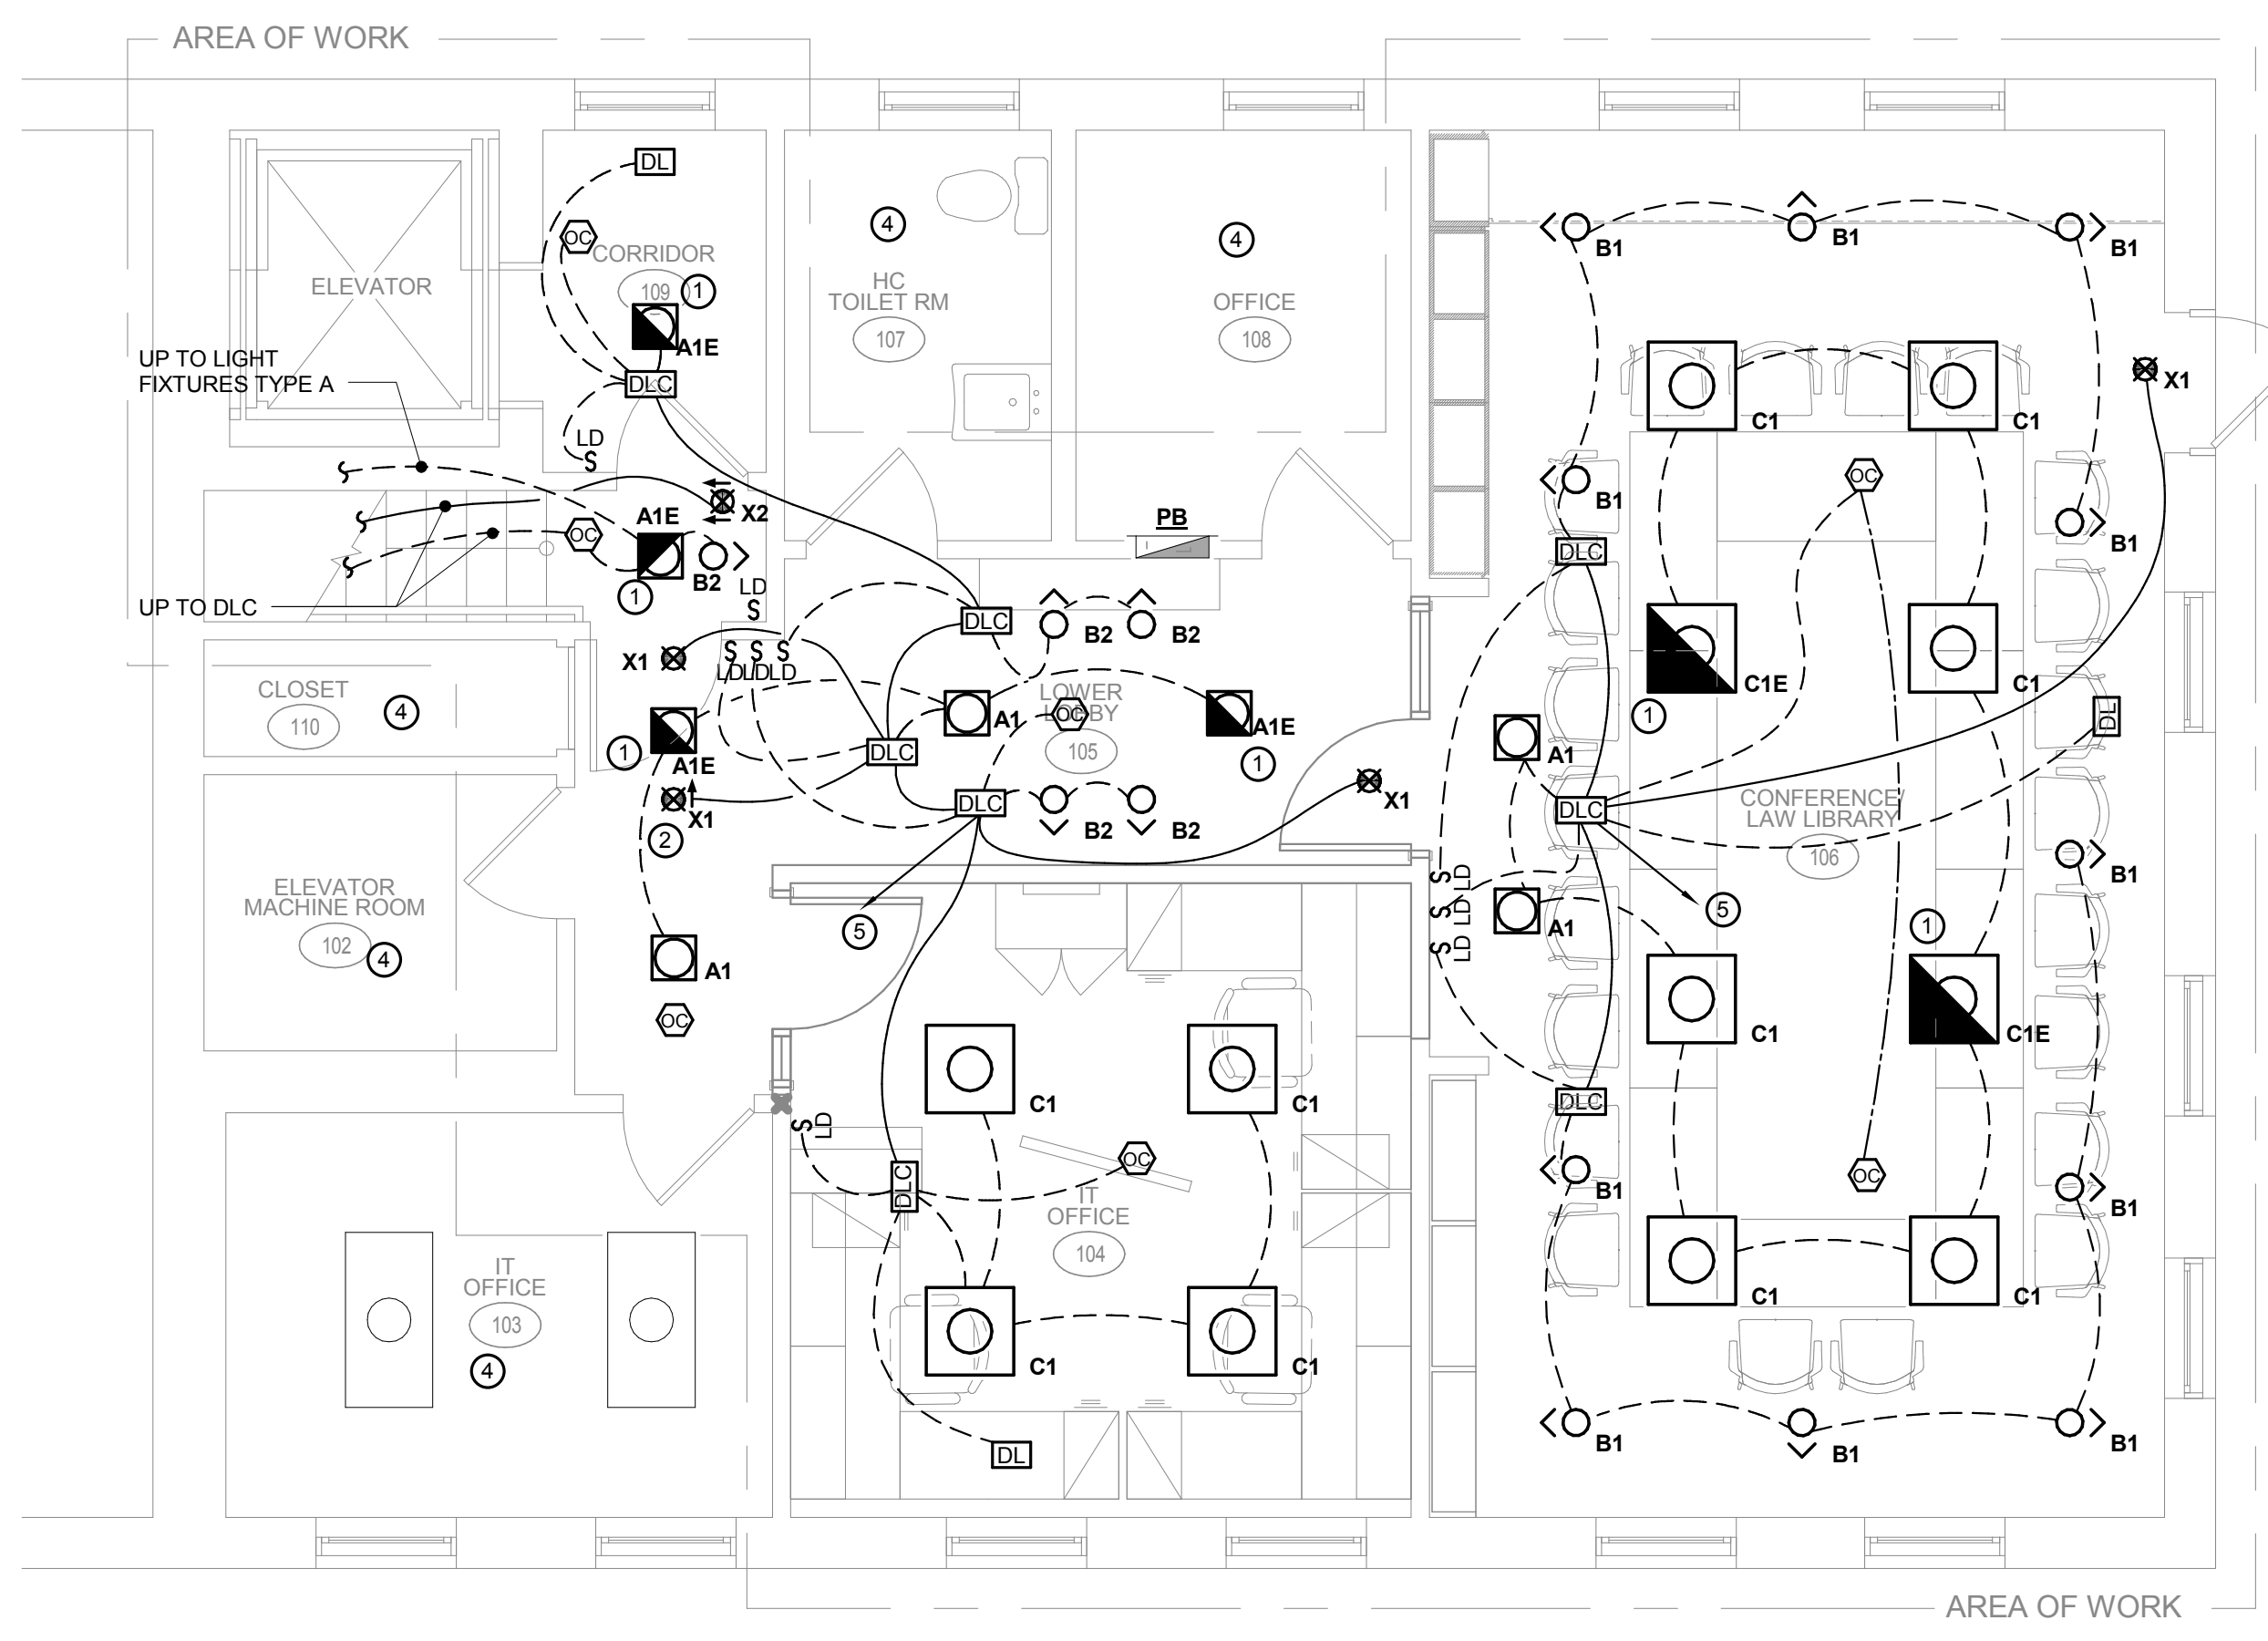 AREA OF WORK
DL
OC
CORRIDOR
109
1
A1E
DLC
LD
S
ELEVATOR
UP TO LIGHT
FIXTURES TYPE A
UP TO DLC
4
HC
TOILET RM
107
4
OFFICE
108
PB
X2
A1E
OC
B2
1
LD
S
X1
S S S
LD LD LD
CLOSET
110
4
1
A1E
X1
2
ELEVATOR
MACHINE ROOM
102
4
A1
OC
DLC
B2
B2
A1
LOWER
LOBBY
OC
105
A1E
1
DLC
DLC
B2
B2
X1
5
IT
OFFICE
103
4
S
LD
DLC
C1
C1
OC
IT
OFFICE
104
C1
C1
DL
B1
B1
B1
X1
C1
C1
OC
B1
B1
DLC
C1E
C1
1
DL
A1
DLC
CONFERENCE/
LAW LIBRARY
106
B1
S LD
S LD
S LD
A1
5
1
C1
C1E
DLC
B1
OC
B1
C1
C1
B1
B1
B1
AREA OF WORK